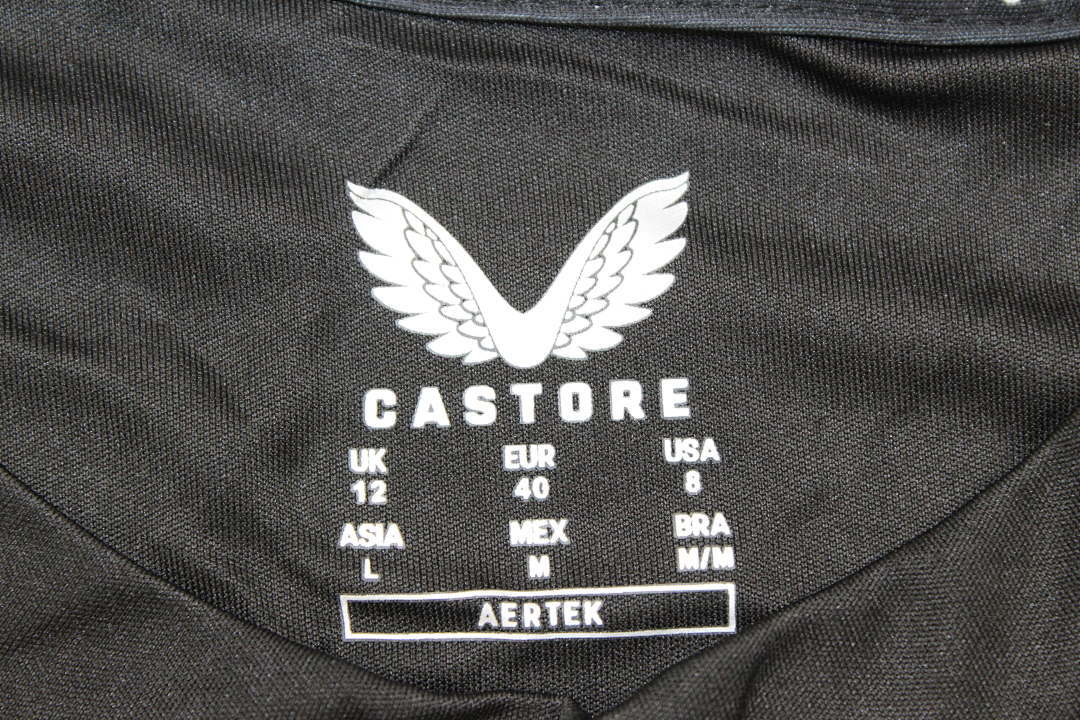 CASTORE
UK EUR USA
12 40 8
ASIA MEX BRA
L M M/M
AERTEK